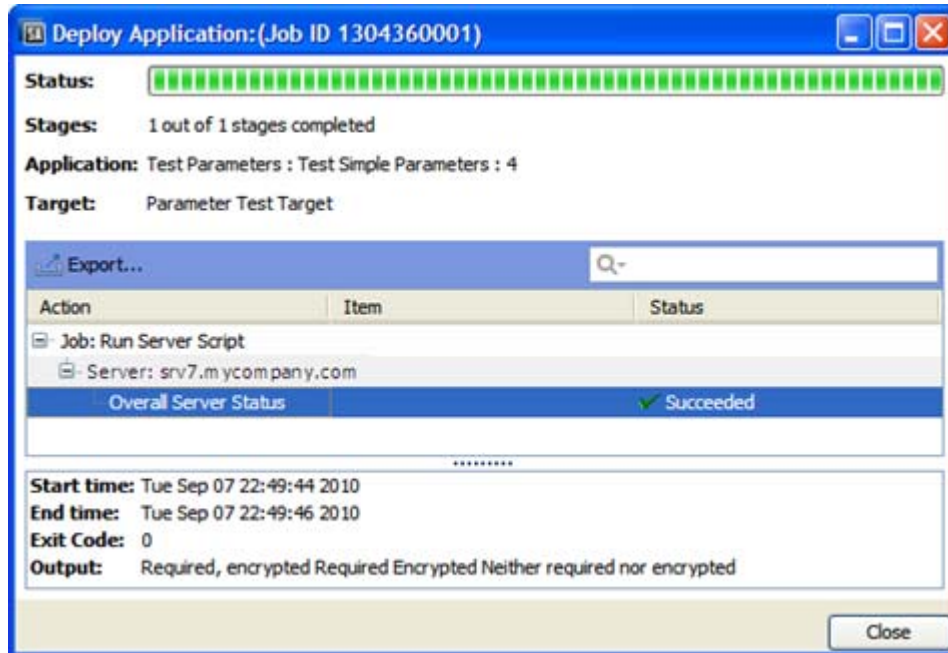 Deploy Application: (Job ID 1304360001)
Status:
Stages: 1 out of 1 stages completed
Application: Test Parameters : Test Simple Parameters : 4
Target: Parameter Test Target
Export...
Action Item Status
Job: Run Server Script
Server: srv7.mycompany.com
Overall Server Status Succeeded
Start time: Tue Sep 07 22:49:44 2010
End time: Tue Sep 07 22:49:46 2010
Exit Code: 0
Output: Required, encrypted Required Encrypted Neither required nor encrypted
Close